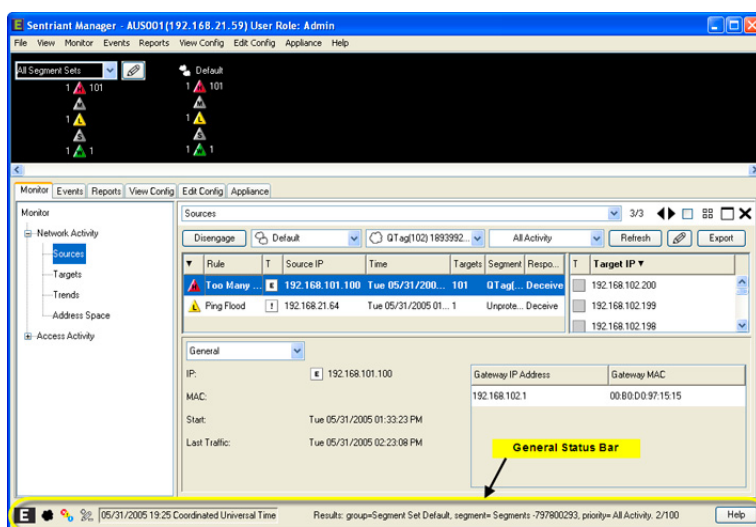 Sentriant Manager - AUS001(192.168.21.59) User Role: Admin
File View Monitor Events Reports View Config Edit Config Appliance Help
All Segment Sets Default
1 H 101 1 H 101
M M
1 L 1 L
S S
1 1 1 1
Monitor Events Reports View Config Edit Config Appliance
Monitor
Network Activity
Sources
Targets
Trends
Address Space
Access Activity
Sources 3/3
Disengage Default QTag(102) 1893992... All Activity Refresh Export
Rule T Source IP Time Targets Segment Respo... T Target IP
Too Many ... E 192.168.101.100 Tue 05/31/200... 101 QTag(... Deceive 192.168.102.200
L Ping Flood ! 192.168.21.64 Tue 05/31/2005 01... 1 Unprote... Deceive 192.168.102.199
192.168.102.198
General
IP: E 192.168.101.100 Gateway IP Address Gateway MAC
MAC: 192.168.102.1 00:B0:D0:97:15:15
Start: Tue 05/31/2005 01:33:23 PM
Last Traffic: Tue 05/31/2005 02:23:08 PM
General Status Bar
E 05/31/2005 19:25 Coordinated Universal Time Results: group=Segment Set Default, segment= Segments -797800293, priority= All Activity. 2/100 Help